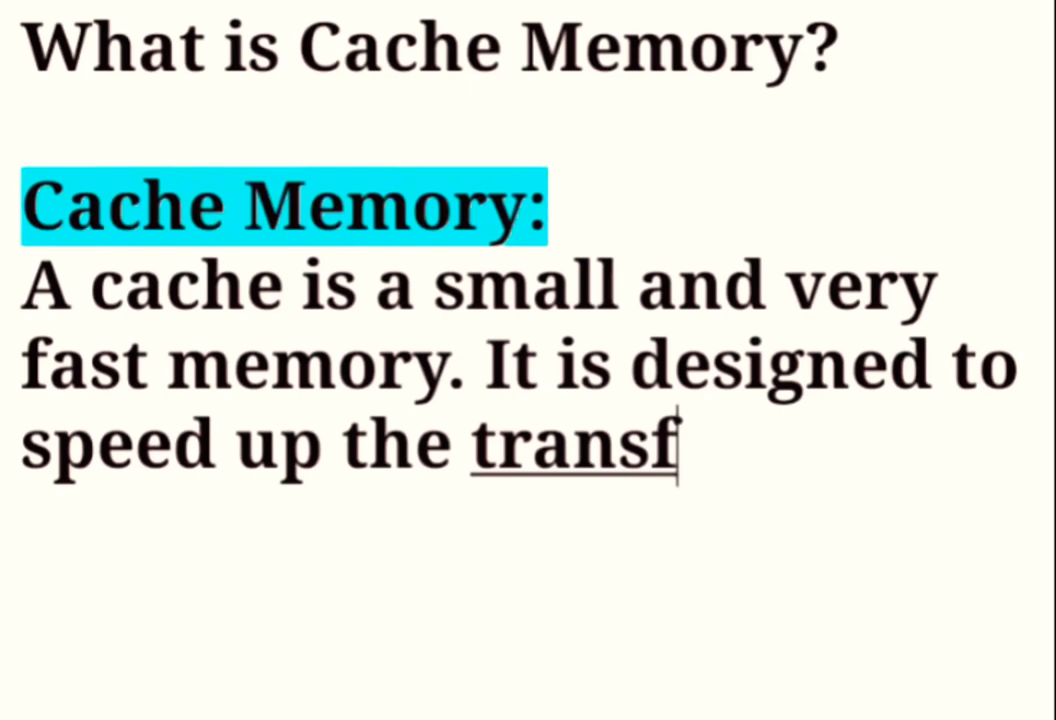 What is Cache Memory?
Cache Memory:
A cache is a small and very
fast memory. It is designed to
speed up the transf